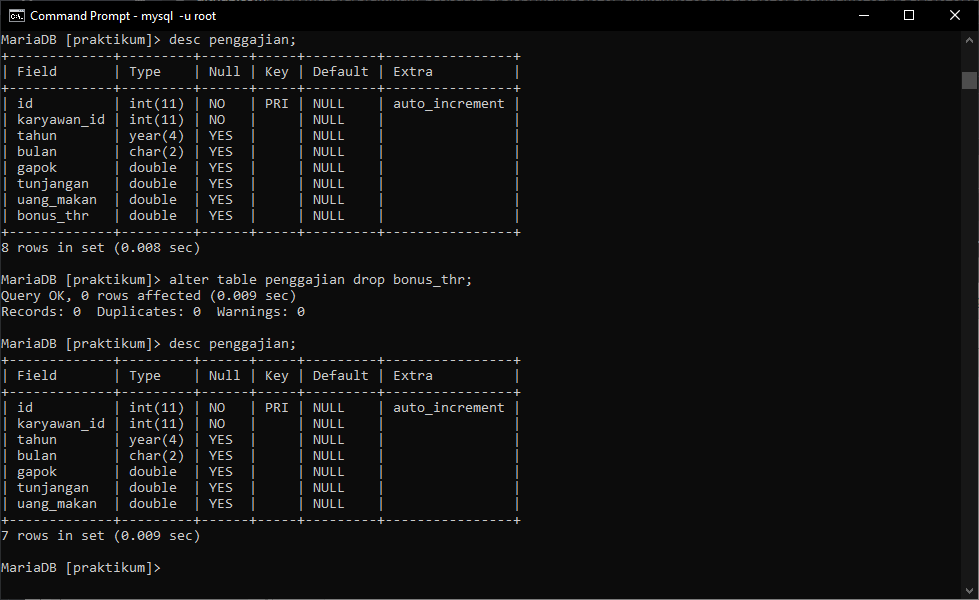 Command Prompt - mysql -u root
MariaDB [praktikum]> desc penggajian;
+-------------+---------+------+-----+---------+----------------+
| Field       | Type    | Null | Key | Default | Extra          |
+-------------+---------+------+-----+---------+----------------+
| id          | int(11) | NO   | PRI | NULL    | auto_increment |
| karyawan_id | int(11) | NO   |     | NULL    |                |
| tahun       | year(4) | YES  |     | NULL    |                |
| bulan       | char(2) | YES  |     | NULL    |                |
| gapok       | double  | YES  |     | NULL    |                |
| tunjangan   | double  | YES  |     | NULL    |                |
| uang_makan  | double  | YES  |     | NULL    |                |
| bonus_thr   | double  | YES  |     | NULL    |                |
+-------------+---------+------+-----+---------+----------------+
8 rows in set (0.008 sec)
MariaDB [praktikum]> alter table penggajian drop bonus_thr;
Query OK, 0 rows affected (0.009 sec)
Records: 0  Duplicates: 0  Warnings: 0
MariaDB [praktikum]> desc penggajian;
+-------------+---------+------+-----+---------+----------------+
| Field       | Type    | Null | Key | Default | Extra          |
+-------------+---------+------+-----+---------+----------------+
| id          | int(11) | NO   | PRI | NULL    | auto_increment |
| karyawan_id | int(11) | NO   |     | NULL    |                |
| tahun       | year(4) | YES  |     | NULL    |                |
| bulan       | char(2) | YES  |     | NULL    |                |
| gapok       | double  | YES  |     | NULL    |                |
| tunjangan   | double  | YES  |     | NULL    |                |
| uang_makan  | double  | YES  |     | NULL    |                |
+-------------+---------+------+-----+---------+----------------+
7 rows in set (0.009 sec)
MariaDB [praktikum]>